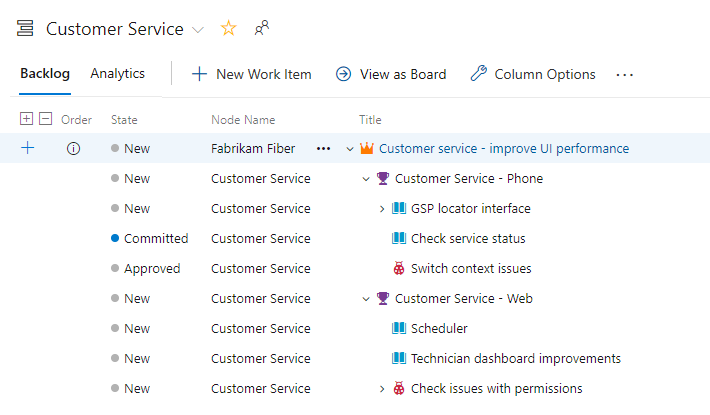 Customer Service
Backlog Analytics New Work Item View as Board Column Options
Order State Node Name Title
New Fabrikam Fiber Customer service - improve UI performance
New Customer Service Customer Service - Phone
New Customer Service GSP locator interface
Committed Customer Service Check service status
Approved Customer Service Switch context issues
New Customer Service Customer Service - Web
New Customer Service Scheduler
New Customer Service Technician dashboard improvements
New Customer Service Check issues with permissions